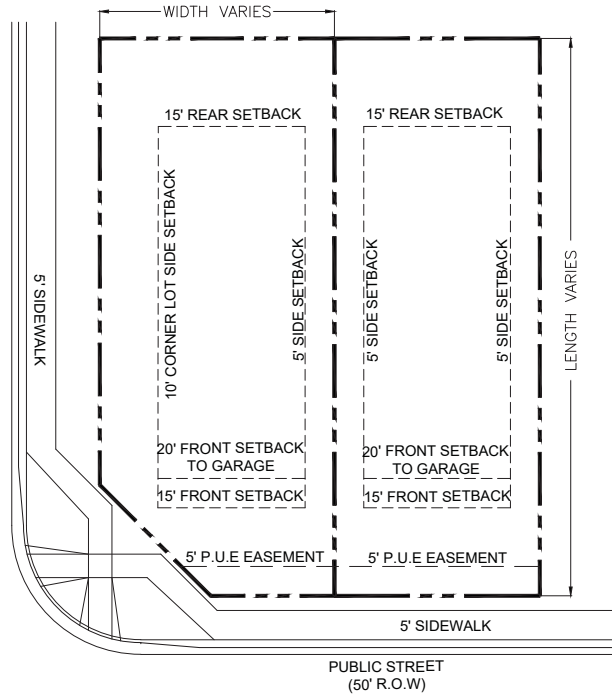 WIDTH VARIES
15' REAR SETBACK
15' REAR SETBACK
10' CORNER LOT SIDE SETBACK
5' SIDE SETBACK
5' SIDE SETBACK
5' SIDE SETBACK
LENGTH VARIES
5' SIDEWALK
20' FRONT SETBACK
TO GARAGE
20' FRONT SETBACK
TO GARAGE
15' FRONT SETBACK
15' FRONT SETBACK
5' P.U.E EASEMENT
5' P.U.E EASEMENT
5' SIDEWALK
PUBLIC STREET
(50' R.O.W)